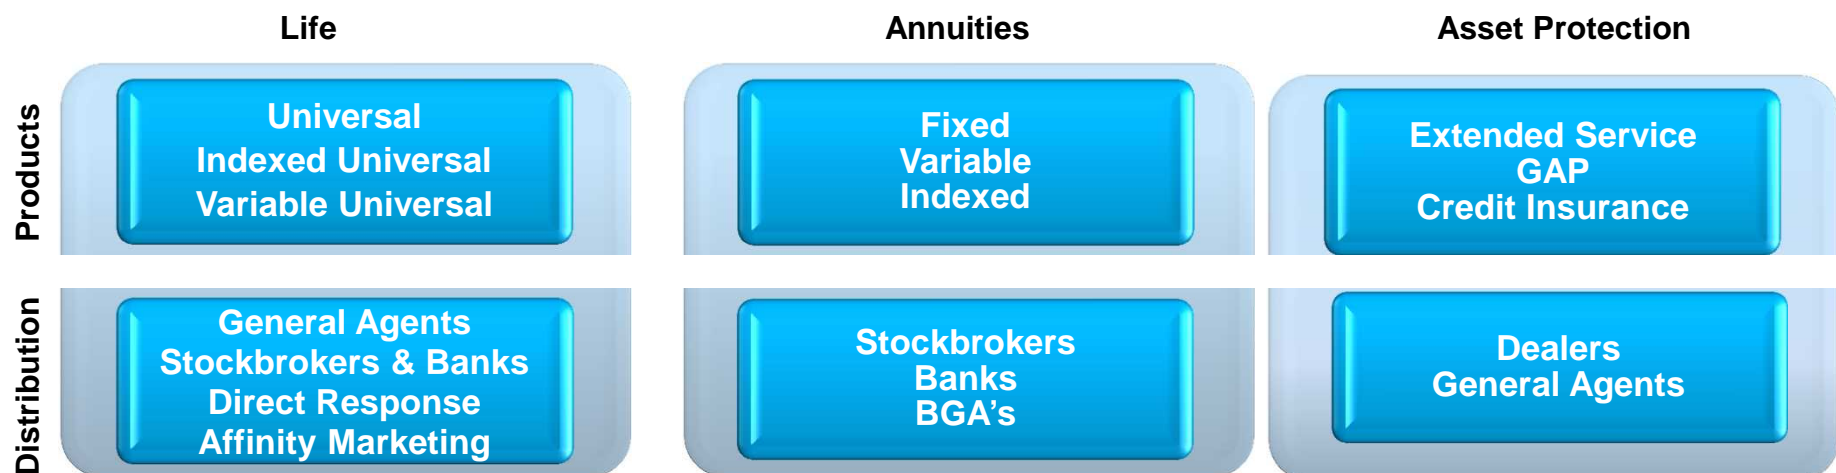 Life
Annuities
Asset Protection
Products
Universal
Indexed Universal
Variable Universal
Fixed
Variable
Indexed
Extended Service
GAP
Credit Insurance
Distribution
General Agents
Stockbrokers & Banks
Direct Response
Affinity Marketing
Stockbrokers
Banks
BGA’s
Dealers
General Agents